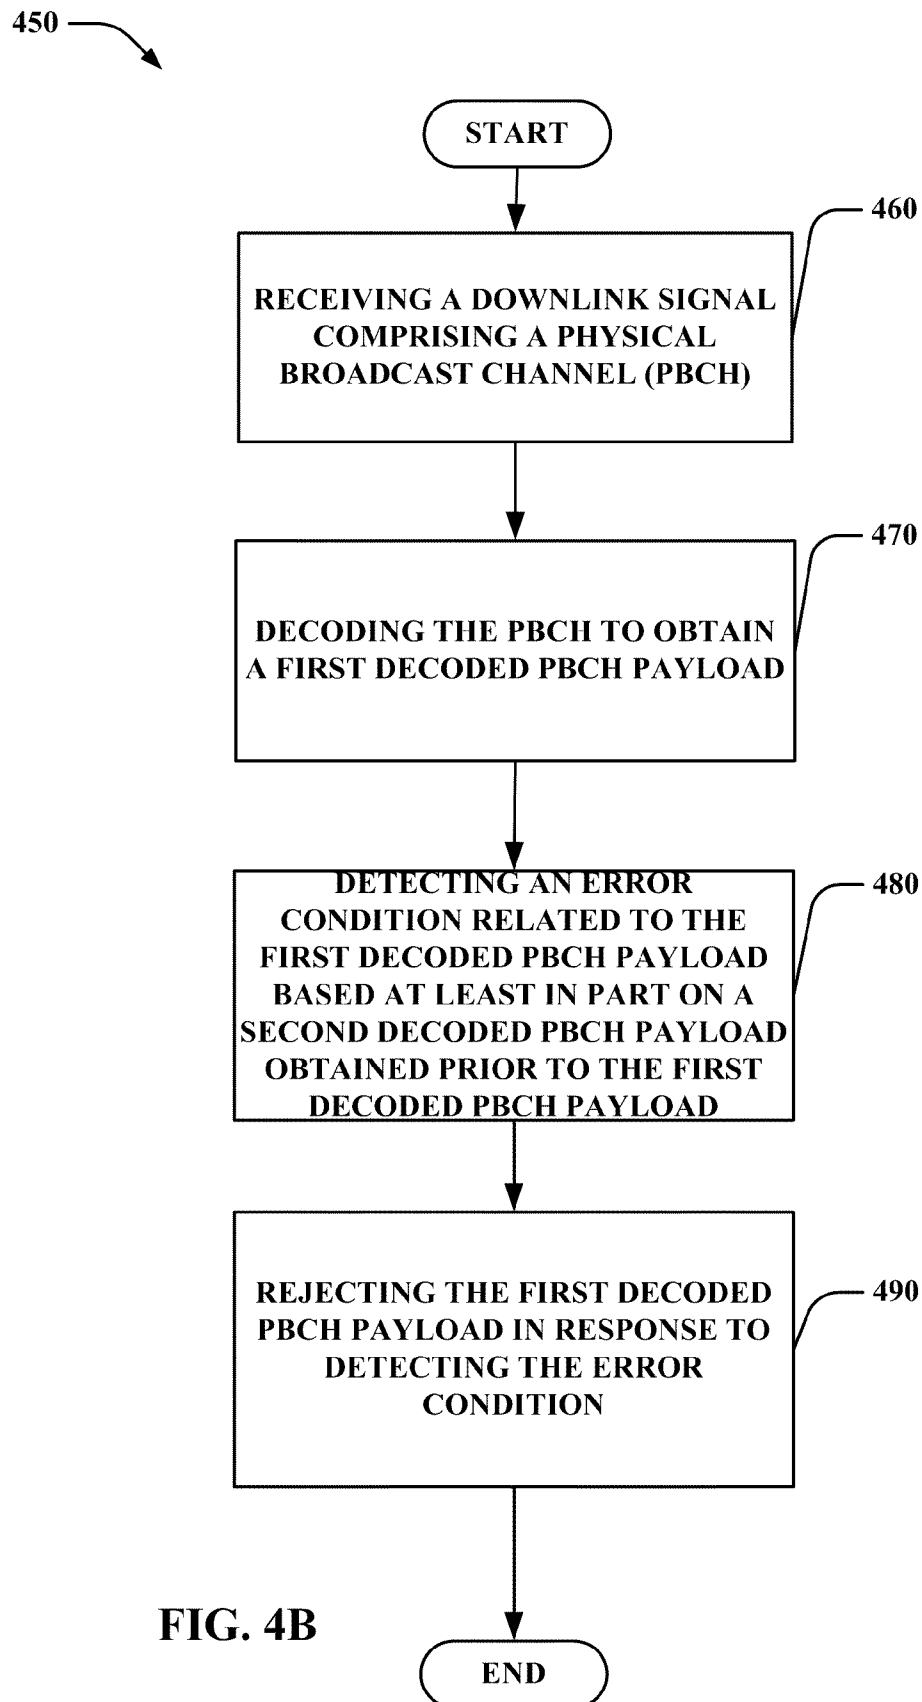 450
START
460
RECEIVING A DOWNLINK SIGNAL
COMPRISING A PHYSICAL
BROADCAST CHANNEL (PBCH)
470
DECODING THE PBCH TO OBTAIN
A FIRST DECODED PBCH PAYLOAD
480
DETECTING AN ERROR
CONDITION RELATED TO THE
FIRST DECODED PBCH PAYLOAD
BASED AT LEAST IN PART ON A
SECOND DECODED PBCH PAYLOAD
OBTAINED PRIOR TO THE FIRST
DECODED PBCH PAYLOAD
490
REJECTING THE FIRST DECODED
PBCH PAYLOAD IN RESPONSE TO
DETECTING THE ERROR
CONDITION
FIG. 4B
END